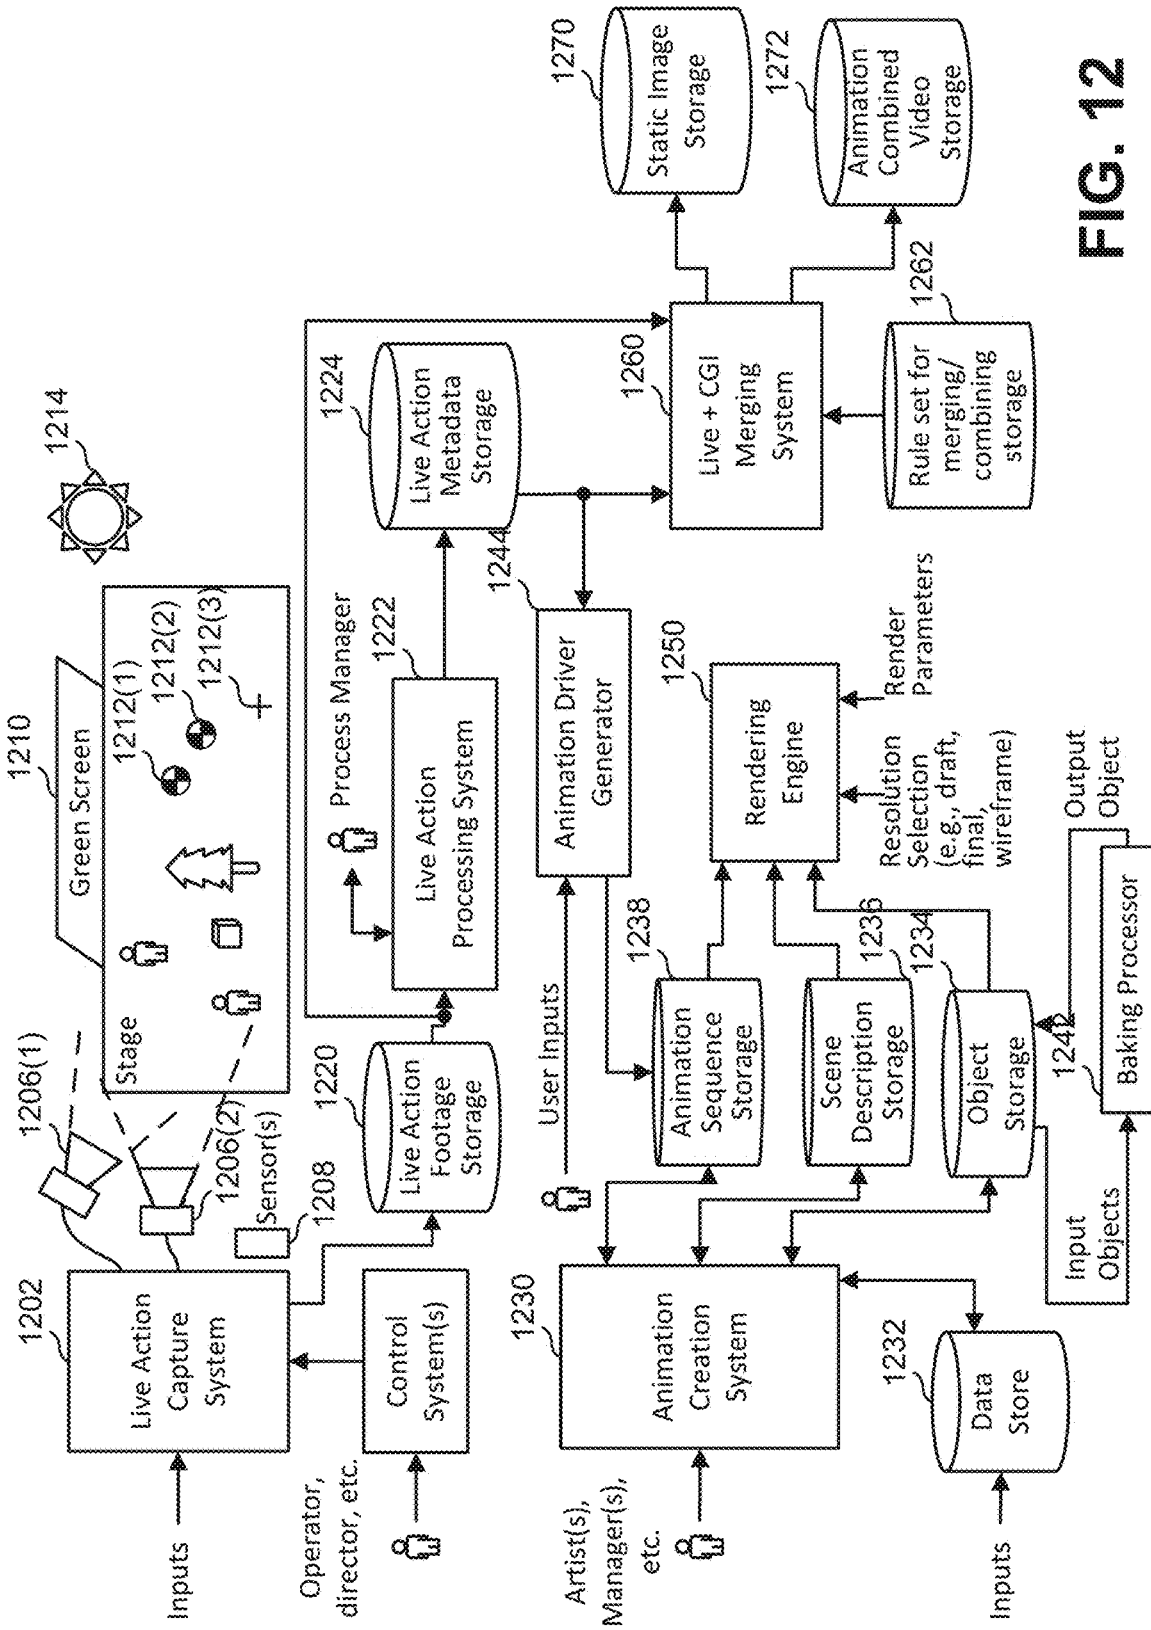 1202
Live Action
Capture
System
Inputs
Operator,
director, etc.
Control
System(s)
1206(1)
1206(2)
Sensor(s)
1208
1210
Green Screen
Stage
1212(1)
1212(2)
1212(3)
1214
1220
Live Action
Footage
Storage
Process Manager
1222
Live Action
Processing System
1224
Live Action
Metadata
Storage
User Inputs
1244
Animation Driver
Generator
1230
Animation
Creation
System
Artist(s),
Manager(s),
etc.
1232
Data
Store
Inputs
1238
Animation
Sequence
Storage
1236
Scene
Description
Storage
1234
Object
Storage
Input
Objects
1242
Baking Processor
Output
Object
1250
Rendering
Engine
Resolution
Selection
(e.g., draft,
final,
wireframe)
Render
Parameters
1260
Live + CGI
Merging
System
1262
Rule set for
merging/
combining
storage
1270
Static Image
Storage
1272
Animation
Combined
Video
Storage
FIG. 12